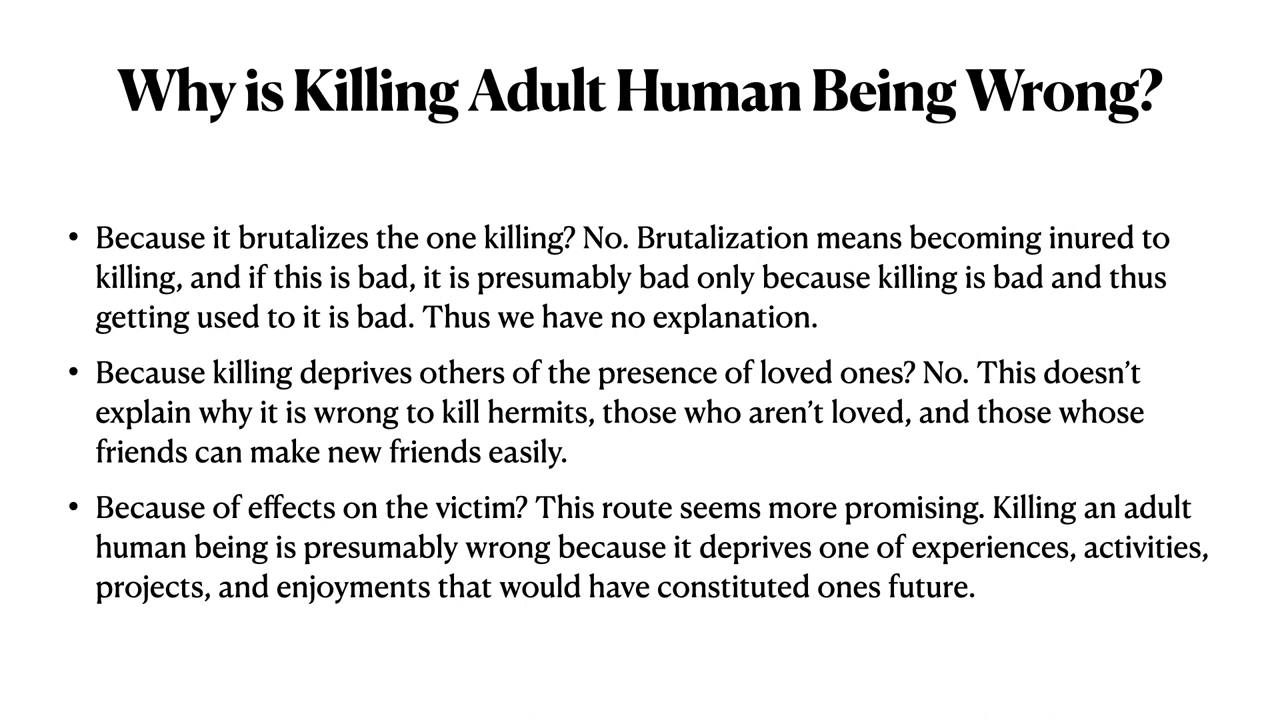 Why is Killing Adult Human Being Wrong?
• Because it brutalizes the one killing? No. Brutalization means becoming inured to
killing, and if this is bad, it is presumably bad only because killing is bad and thus
getting used to it is bad. Thus we have no explanation.
• Because killing deprives others of the presence of loved ones? No. This doesn’t
explain why it is wrong to kill hermits, those who aren’t loved, and those whose
friends can make new friends easily.
• Because of effects on the victim? This route seems more promising. Killing an adult
human being is presumably wrong because it deprives one of experiences, activities,
projects, and enjoyments that would have constituted ones future.